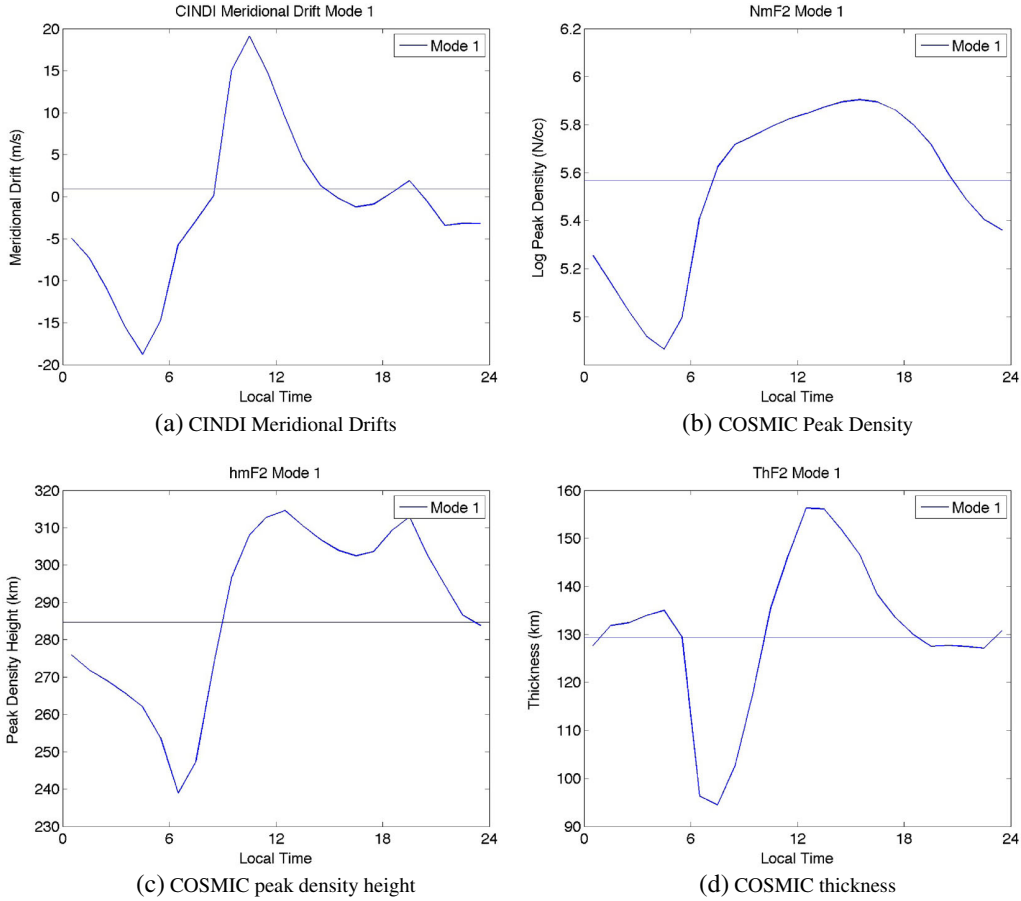 CINDI Meridional Drift Mode 1
Mode 1
20
15
10
5
0
-5
-10
-15
-20
Meridional Drift (m/s)
0 6 12 18 24
Local Time
(a) CINDI Meridional Drifts
NmF2 Mode 1
Mode 1
6.2
6
5.8
5.6
5.4
5.2
5
Log Peak Density (N/cc)
0 6 12 18 24
Local Time
(b) COSMIC Peak Density
hmF2 Mode 1
Mode 1
320
310
300
290
280
270
260
250
240
230
Peak Density Height (km)
0 6 12 18 24
Local Time
(c) COSMIC peak density height
ThF2 Mode 1
Mode 1
160
150
140
130
120
110
100
90
Thickness (km)
0 6 12 18 24
Local Time
(d) COSMIC thickness